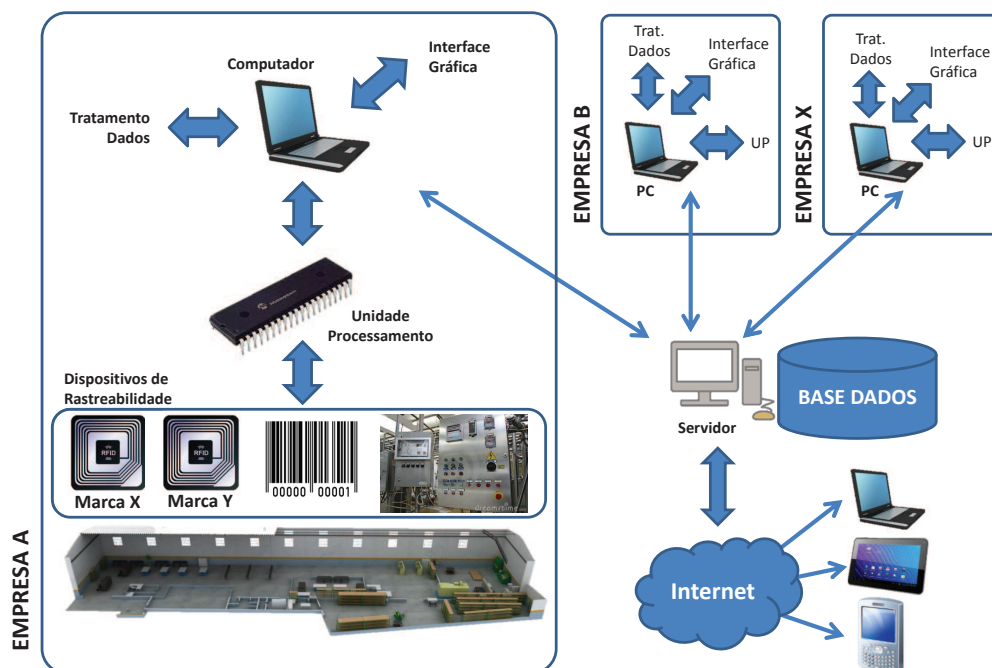 EMPRESA A
Computador
Interface
Gráfica
Tratamento
Dados
Unidade
Processamento
Dispositivos de
Rastreabilidade
RFID
Marca X
RFID
Marca Y
00000 00001
dreamstime
EMPRESA B
Trat.
Dados
Interface
Gráfica
UP
PC
EMPRESA X
Trat.
Dados
Interface
Gráfica
UP
PC
Servidor
BASE DADOS
Internet